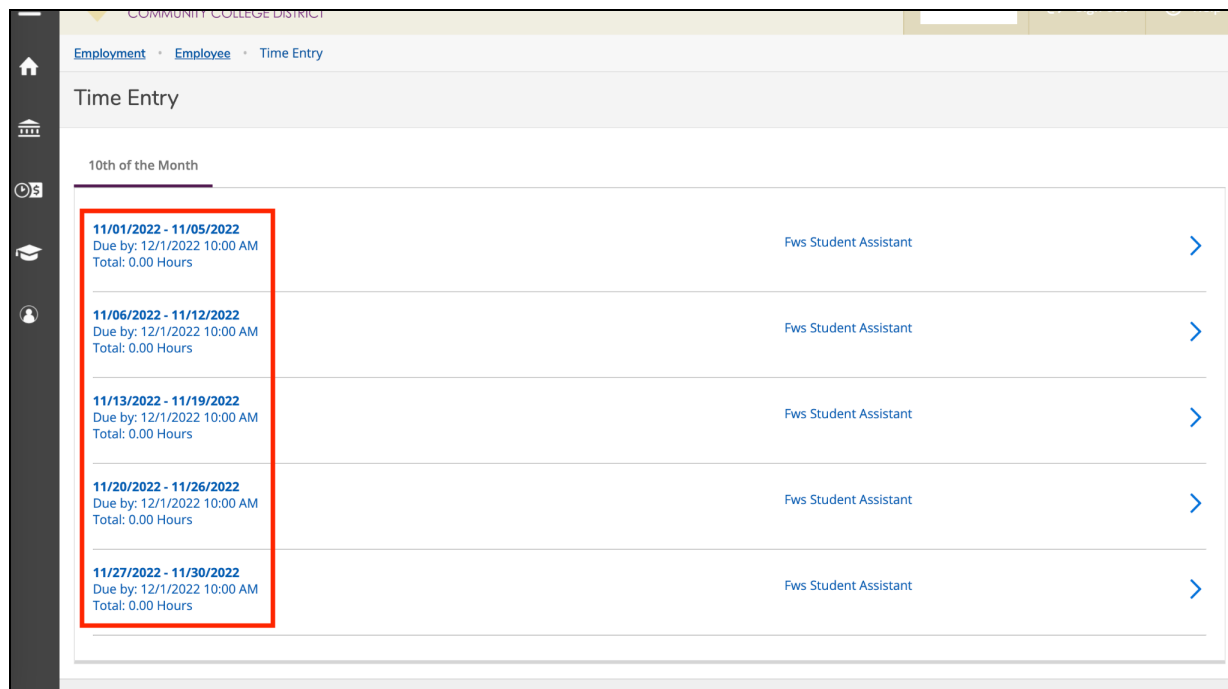 COMMUNITY COLLEGE DISTRICT
Employment • Employee • Time Entry
Time Entry
10th of the Month
11/01/2022 - 11/05/2022
Due by: 12/1/2022 10:00 AM
Total: 0.00 Hours
Fws Student Assistant
11/06/2022 - 11/12/2022
Due by: 12/1/2022 10:00 AM
Total: 0.00 Hours
Fws Student Assistant
11/13/2022 - 11/19/2022
Due by: 12/1/2022 10:00 AM
Total: 0.00 Hours
Fws Student Assistant
11/20/2022 - 11/26/2022
Due by: 12/1/2022 10:00 AM
Total: 0.00 Hours
Fws Student Assistant
11/27/2022 - 11/30/2022
Due by: 12/1/2022 10:00 AM
Total: 0.00 Hours
Fws Student Assistant